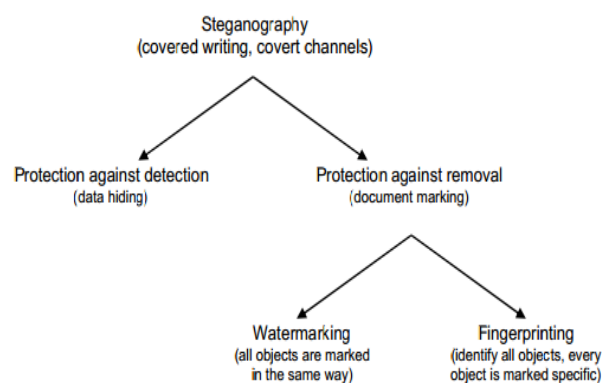 Steganography
(covered writing, covert channels)
Protection against detection
(data hiding)
Protection against removal
(document marking)
Watermarking
(all objects are marked
in the same way)
Fingerprinting
(identify all objects, every
object is marked specific)